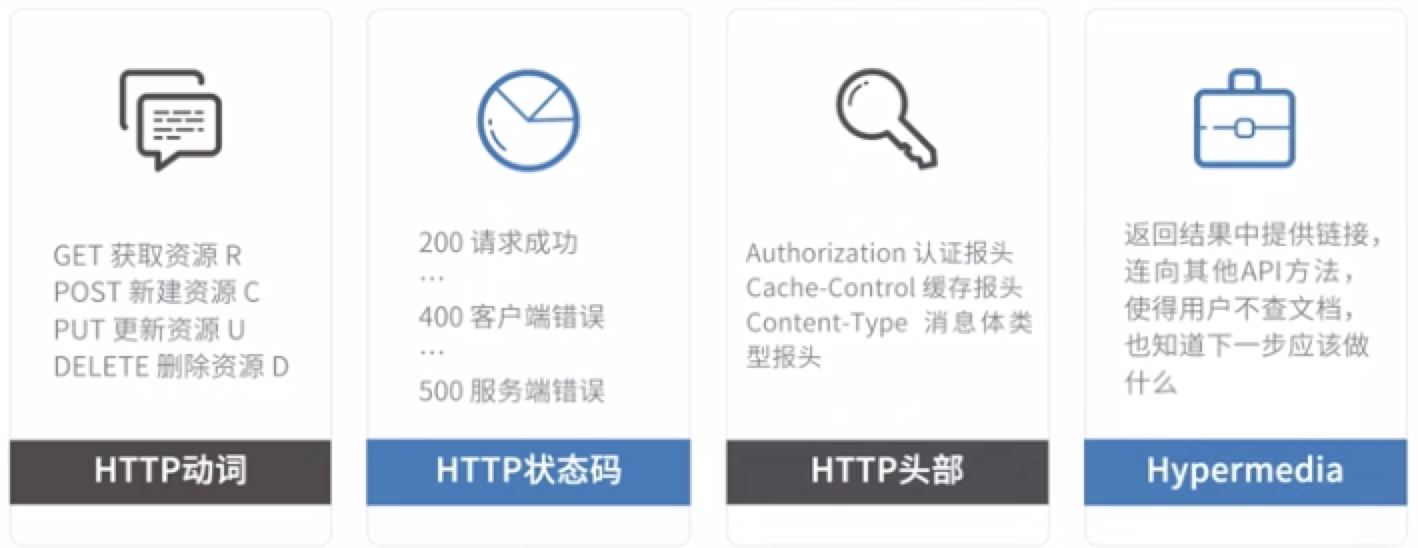 GET 获取资源 R
POST 新建资源 C
PUT 更新资源 U
DELETE 删除资源 D
HTTP动词
200 请求成功
...
400 客户端错误
...
500 服务端错误
HTTP状态码
Authorization 认证报头
Cache-Control 缓存报头
Content-Type 消息体类
型报头
HTTP头部
返回结果中提供链接，
连向其他API方法，
使得用户不查文档，
也知道下一步应该做
什么
Hypermedia